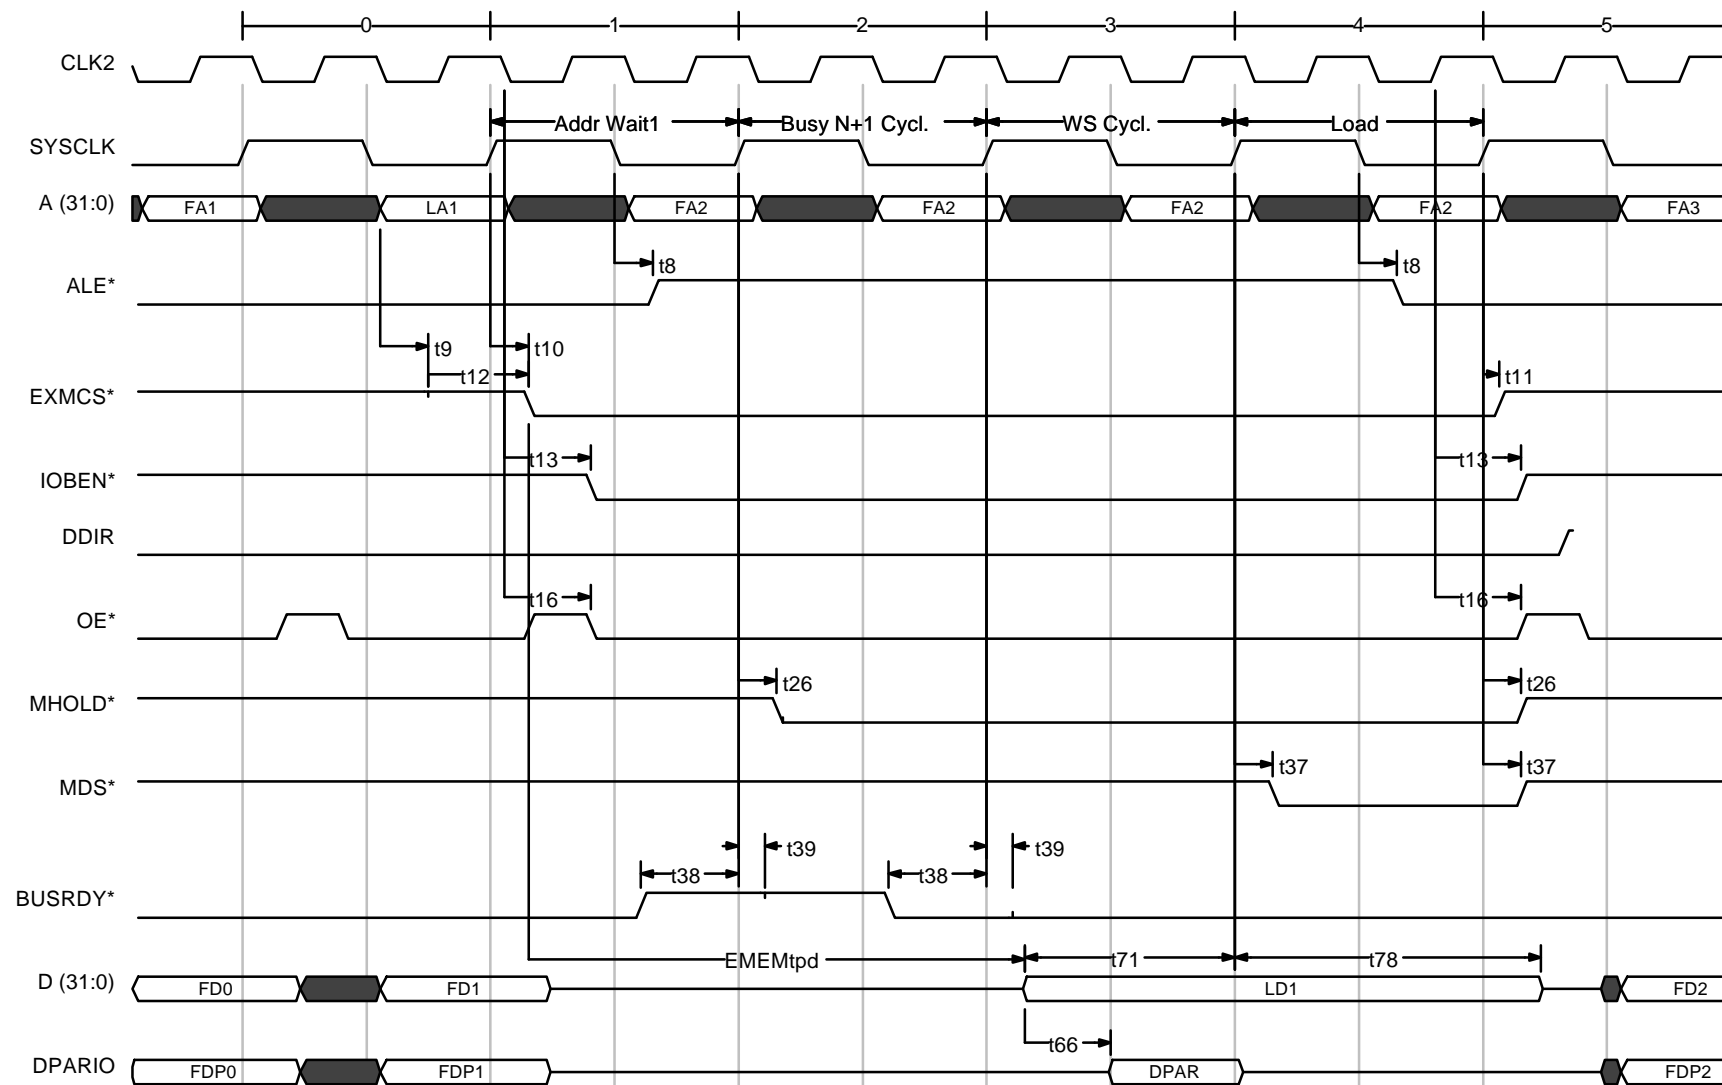 0 1 2 3 4 5
CLK2
Addr Wait1 Busy N+1 Cycl. WS Cycl. Load
SYSCLK
A (31:0) FA1 LA1 FA2 FA2 FA2 FA2 FA3
t8 t8
ALE*
t9 t10
t12 t11
EXMCS*
t13 t13
IOBEN*
DDIR
t16 t16
OE*
t26 t26
MHOLD*
t37 t37
MDS*
t39 t39
t38 t38
BUSRDY*
EMEMtpd t71 t78
D (31:0) FD0 FD1 LD1 FD2
t66
DPARIO FDP0 FDP1 DPAR FDP2